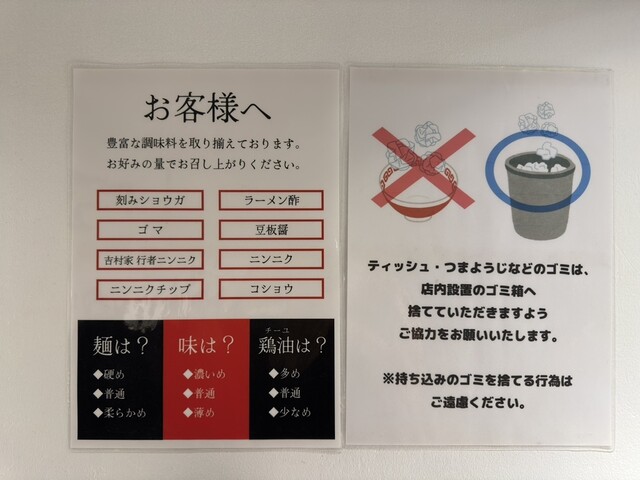 お客様へ
豊富な調味料を取り揃えております。
お好みの量でお召し上がりください。
刻みショウガ
ラーメン酢
ゴマ
豆板醤
吉村家 行者ニンニク
ニンニク
ニンニクチップ
コショウ
麺は？
◆硬め
◆普通
◆柔らかめ
味は？
◆濃いめ
◆普通
◆薄め
チーユ
鶏油は？
◆多め
◆普通
◆少なめ
ティッシュ・つまようじなどのゴミは、
店内設置のゴミ箱へ
捨てていただきますよう
ご協力をお願いいたします。
※持ち込みのゴミを捨てる行為は
ご遠慮ください。